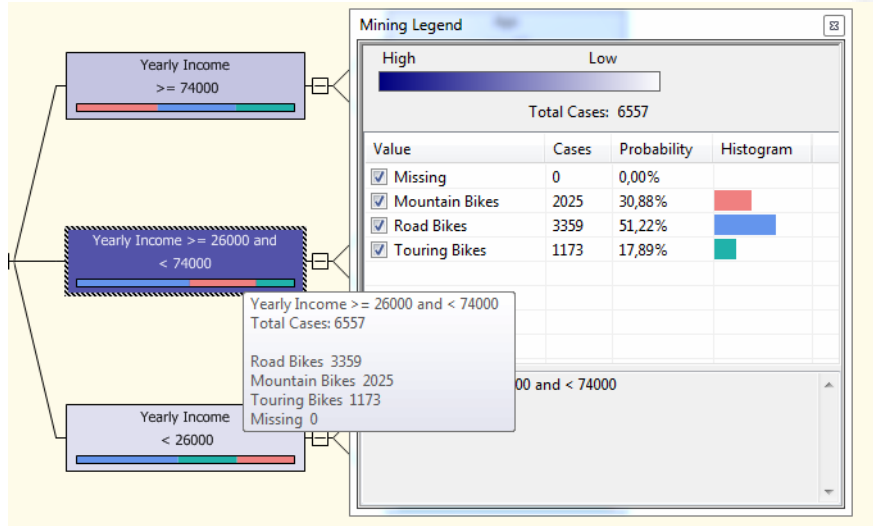 Yearly Income
>= 74000
Yearly Income >= 26000 and
< 74000
Yearly Income
< 26000
Yearly Income >= 26000 and < 74000
Total Cases: 6557
Road Bikes 3359
Mountain Bikes 2025
Touring Bikes 1173
Missing 0
Mining Legend
High Low
Total Cases: 6557
Value Cases Probability Histogram
Missing 0 0,00%
Mountain Bikes 2025 30,88%
Road Bikes 3359 51,22%
Touring Bikes 1173 17,89%
00 and < 74000